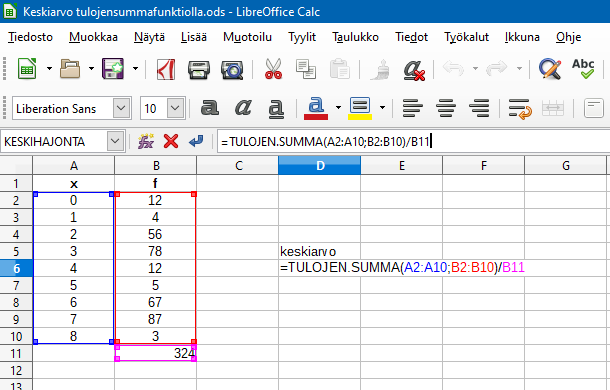 Keskiarvo tulojensummafunktiolla.ods - LibreOffice Calc
Tiedosto Muokkaa Näytä Lisää Muotoilu Tyylit Taulukko Tiedot Työkalut Ikkuna Ohje
Abc
Liberation Sans 10 a a a a
KESKIHAJONTA fx =TULOJEN.SUMMA(A2:A10;B2:B10)/B11
A B C D E F G
1 x f
2 0 12
3 1 4
4 2 56
5 3 78 keskiarvo
6 4 12 =TULOJEN.SUMMA(A2:A10;B2:B10)/B11
7 5 5
8 6 67
9 7 87
10 8 3
11 324
12
13